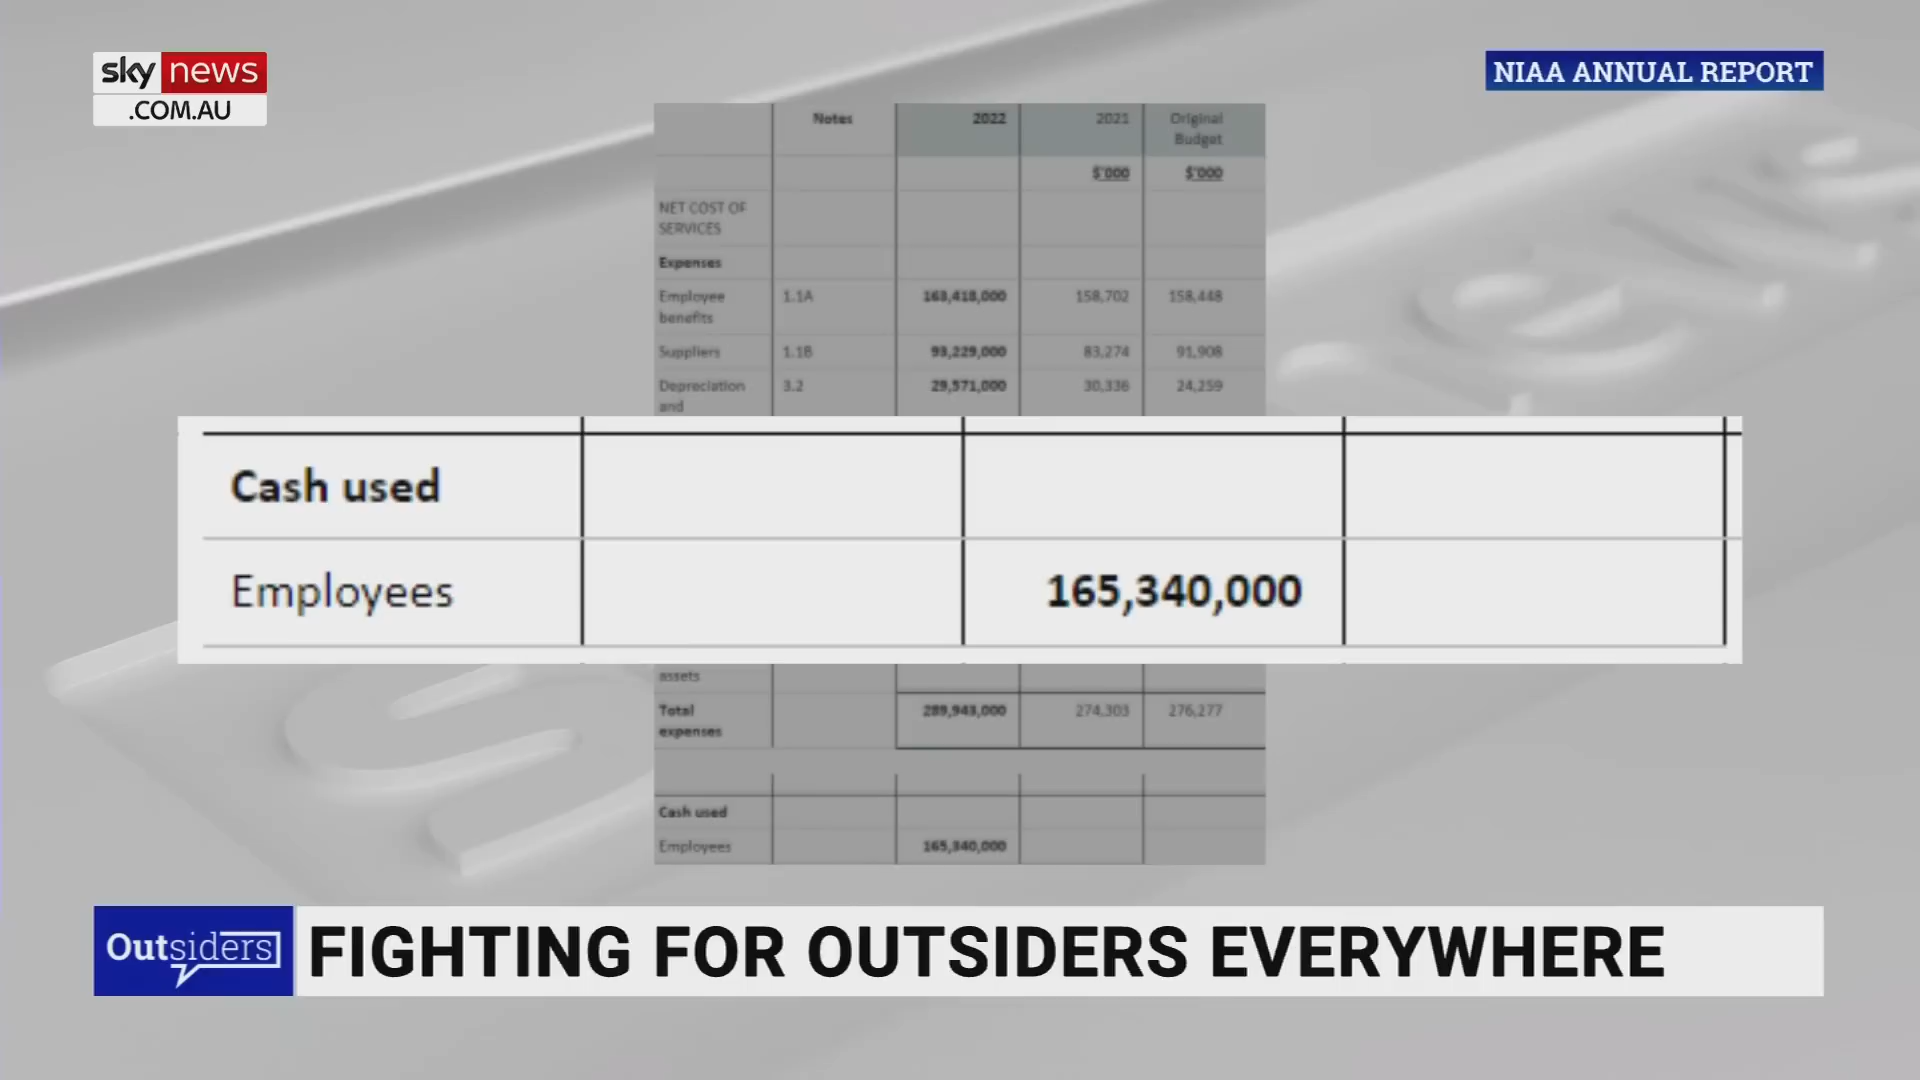 sky news
.COM.AU
NIAA ANNUAL REPORT
Notes 2022 2021 Original
Budget
$'000 $'000
NET COST OF
SERVICES
Expenses
Employee 1.1A 163,418,000 158,702 158,448
benefits
Suppliers 1.1B 93,229,000 83,274 91,908
Depreciation 3.2 29,571,000 30,336 24,259
and
Cash used
Employees 165,340,000
assets
Total 289,943,000 274,303 276,277
expenses
Cash used
Employees 165,340,000
Outsiders FIGHTING FOR OUTSIDERS EVERYWHERE